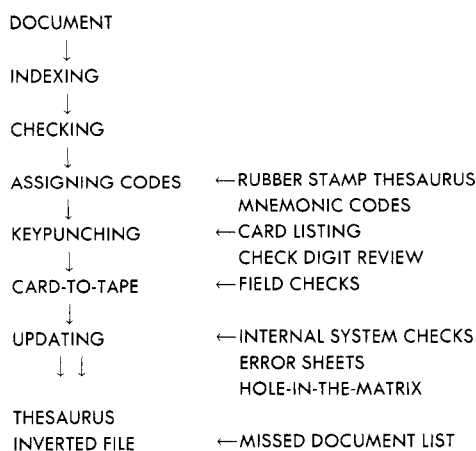 DOCUMENT
↓
INDEXING
↓
CHECKING
↓
ASSIGNING CODES ←RUBBER STAMP THESAURUS
MNEMONIC CODES
↓
KEYPUNCHING ←CARD LISTING
CHECK DIGIT REVIEW
↓
CARD-TO-TAPE ←FIELD CHECKS
↓
UPDATING ←INTERNAL SYSTEM CHECKS
↓ ↓ ERROR SHEETS
HOLE-IN-THE-MATRIX
THESAURUS
INVERTED FILE ←MISSED DOCUMENT LIST